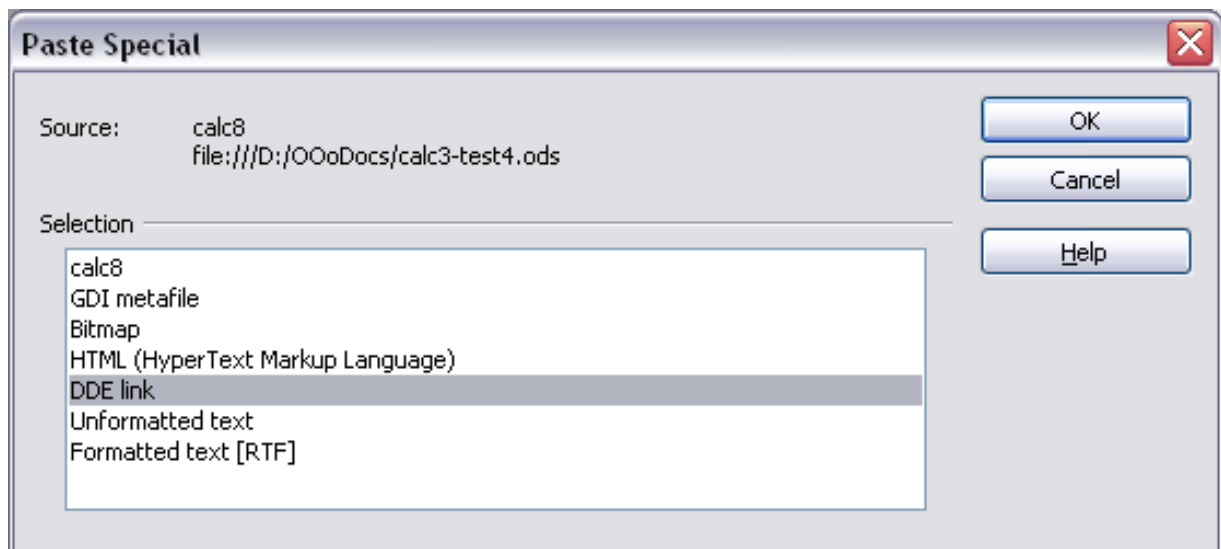 Paste Special
Source: calc8
file:///D:/OOoDocs/calc3-test4.ods
OK
Cancel
Help
Selection
calc8
GDI metafile
Bitmap
HTML (HyperText Markup Language)
DDE link
Unformatted text
Formatted text [RTF]